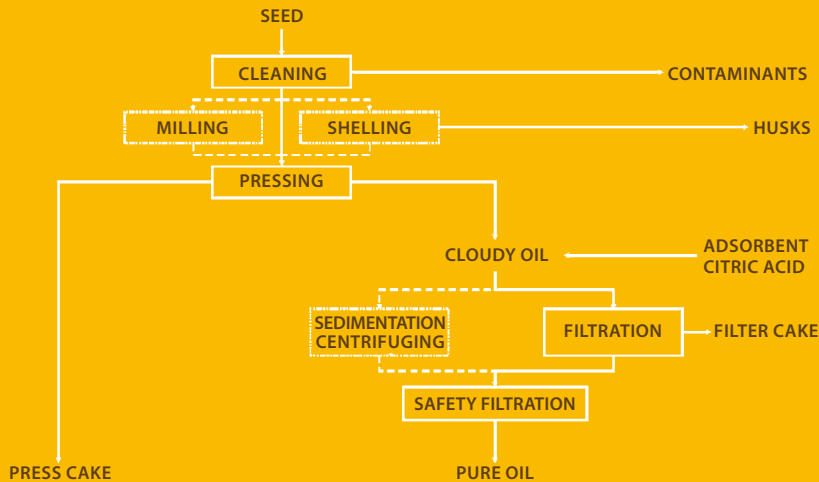 SEED
CLEANING
CONTAMINANTS
MILLING
SHELLING
HUSKS
PRESSING
CLOUDY OIL
ADSORBENT
CITRIC ACID
SEDIMENTATION
CENTRIFUGING
FILTRATION
FILTER CAKE
SAFETY FILTRATION
PRESS CAKE
PURE OIL